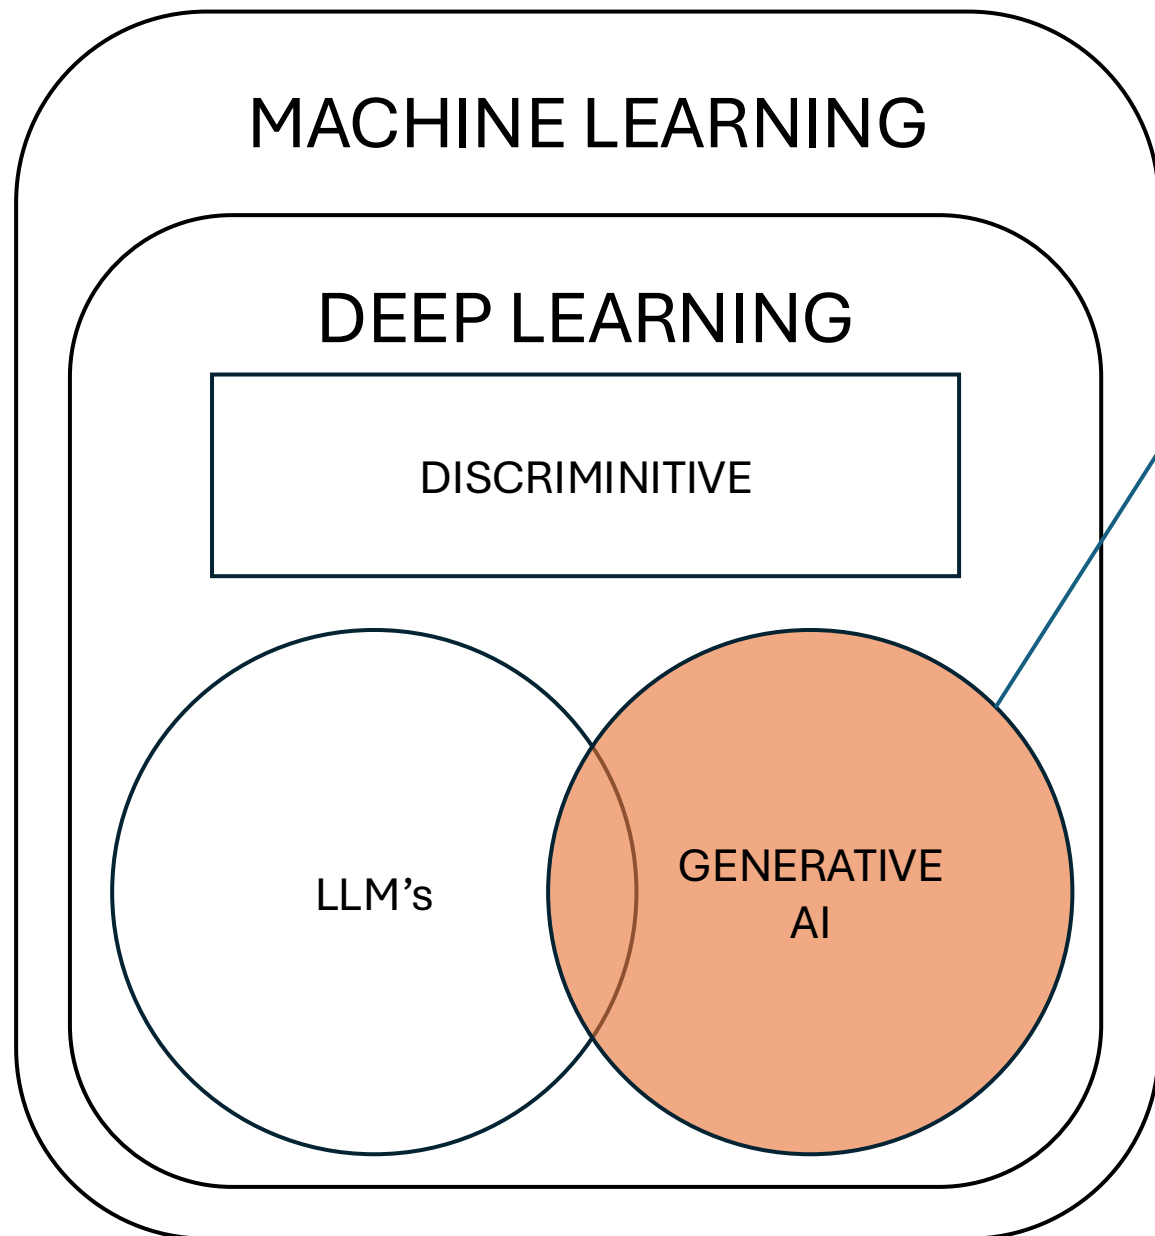 MACHINE LEARNING
DEEP LEARNING
DISCRIMINITIVE
LLM’s
GENERATIVE
AI